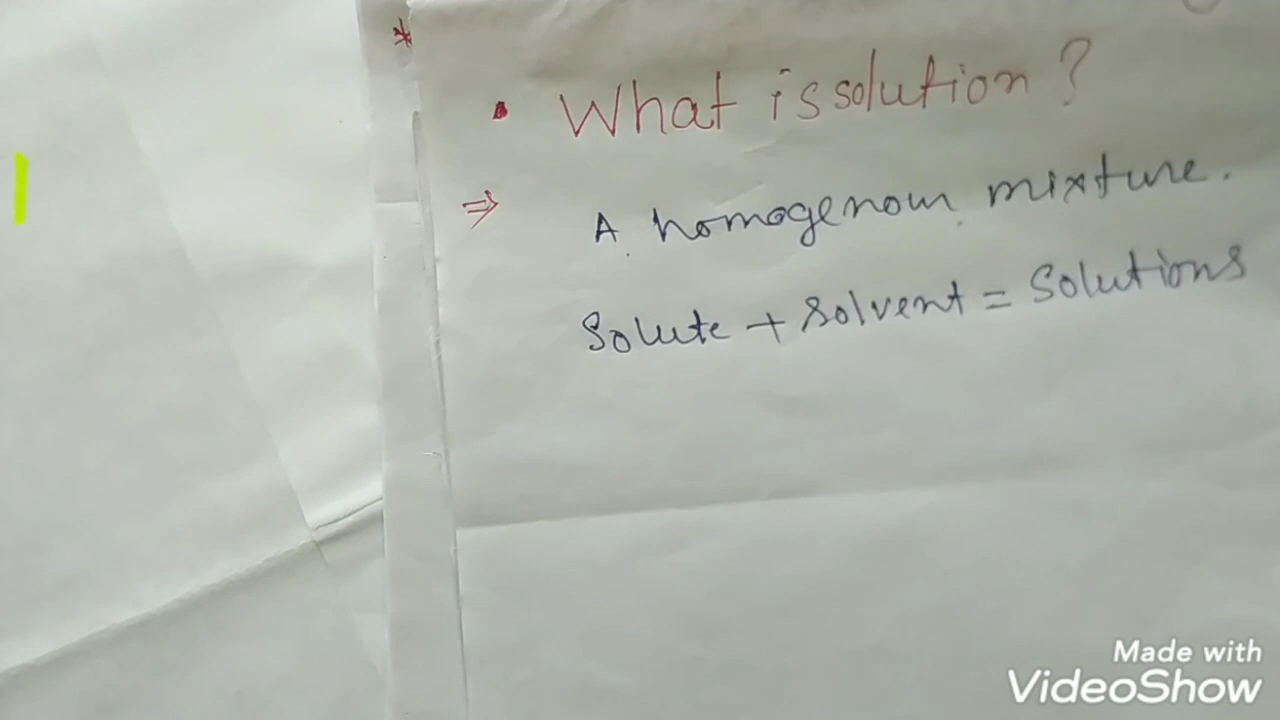 *
• What is solution ?
⇒ A homogenous mixture.
Solute + Solvent = Solutions
Made with
VideoShow